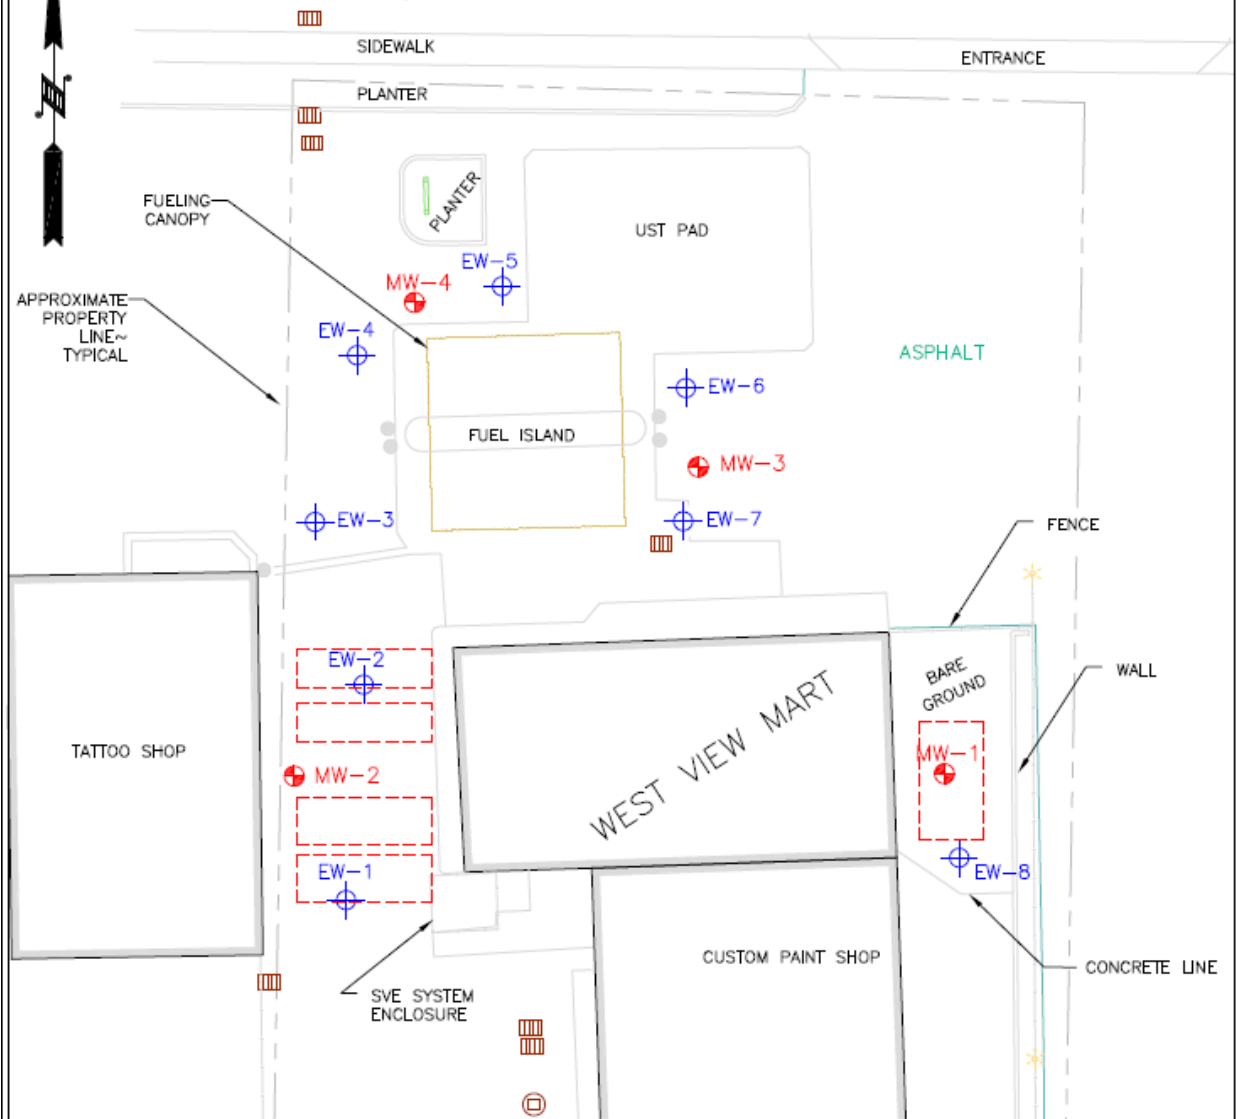 SIDEWALK
ENTRANCE
PLANTER
FUELING
CANOPY
PLANTER
UST PAD
EW-5
MW-4
APPROXIMATE
PROPERTY
LINE~
TYPICAL
EW-4
ASPHALT
EW-6
FUEL ISLAND
MW-3
EW-3
EW-7
FENCE
EW-2
BARE
GROUND
WALL
TATTOO SHOP
WEST VIEW MART
MW-1
MW-2
EW-1
EW-8
CUSTOM PAINT SHOP
CONCRETE LINE
SVE SYSTEM
ENCLOSURE